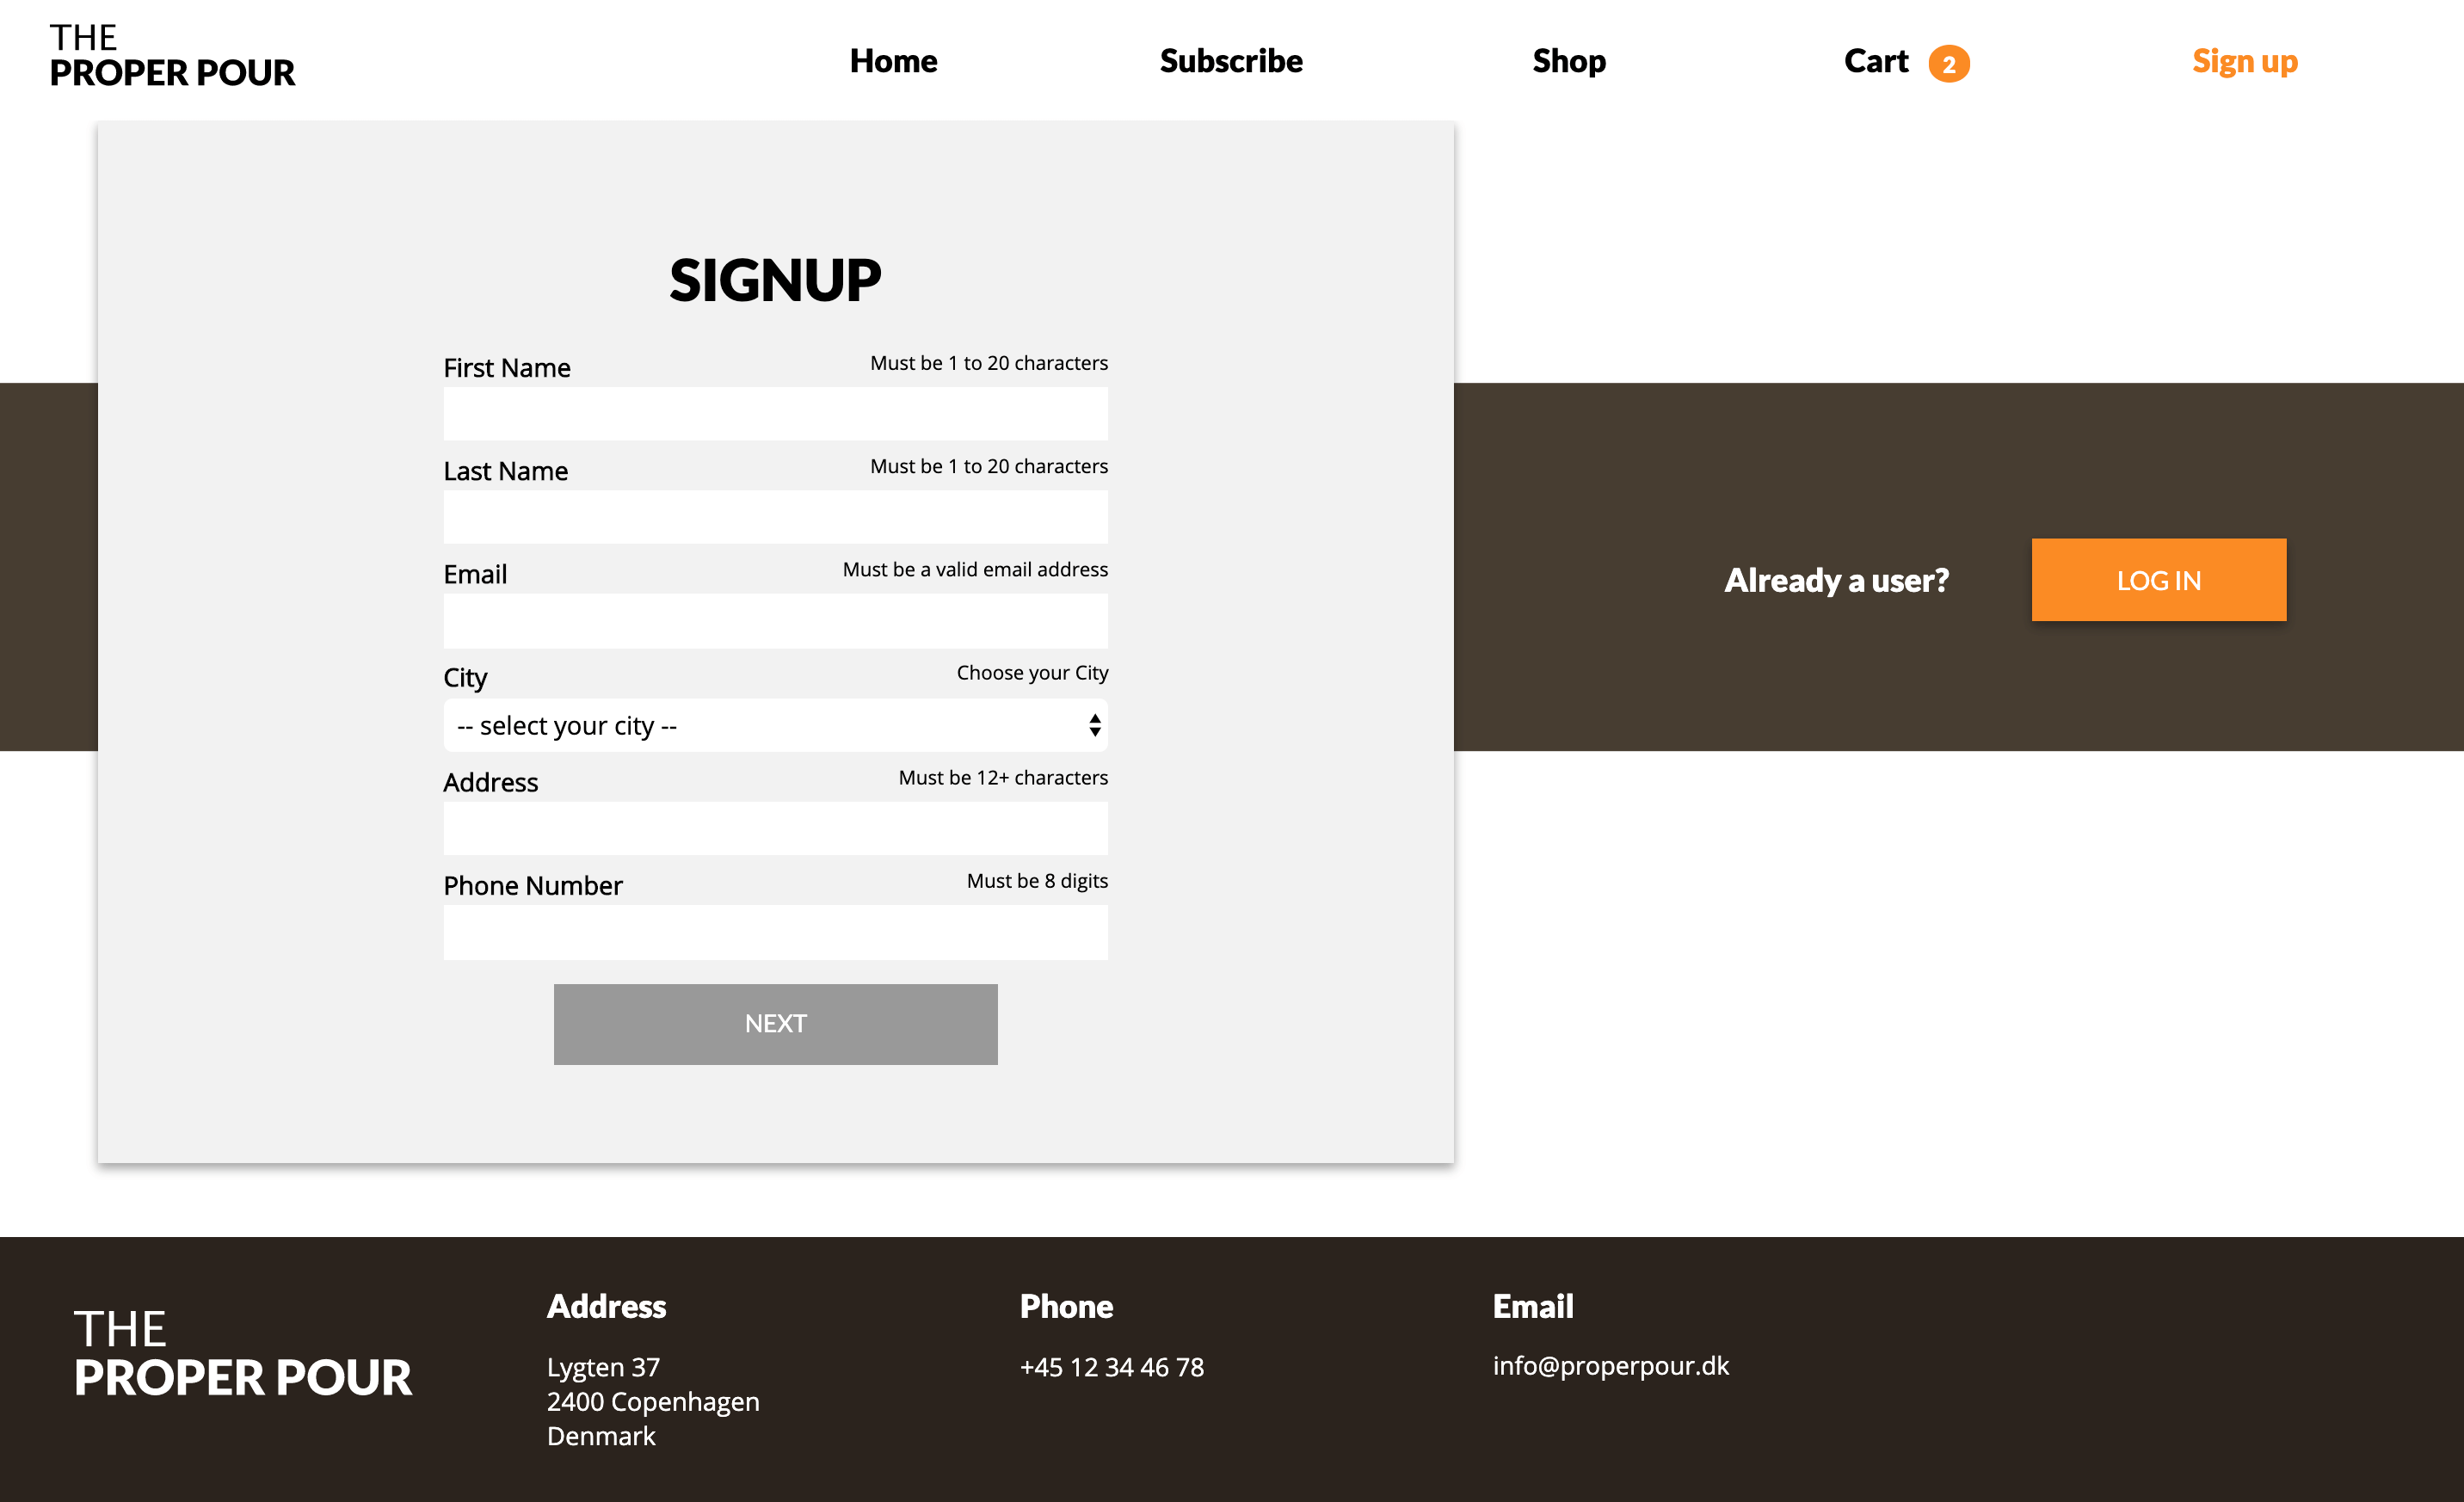 THE
PROPER POUR
Home
Subscribe
Shop
Cart 2
Sign up
SIGNUP
First Name
Must be 1 to 20 characters
Last Name
Must be 1 to 20 characters
Email
Must be a valid email address
City
Choose your City
-- select your city --
Address
Must be 12+ characters
Phone Number
Must be 8 digits
NEXT
Already a user?
LOG IN
THE
PROPER POUR
Address
Lygten 37
2400 Copenhagen
Denmark
Phone
+45 12 34 46 78
Email
info@properpour.dk